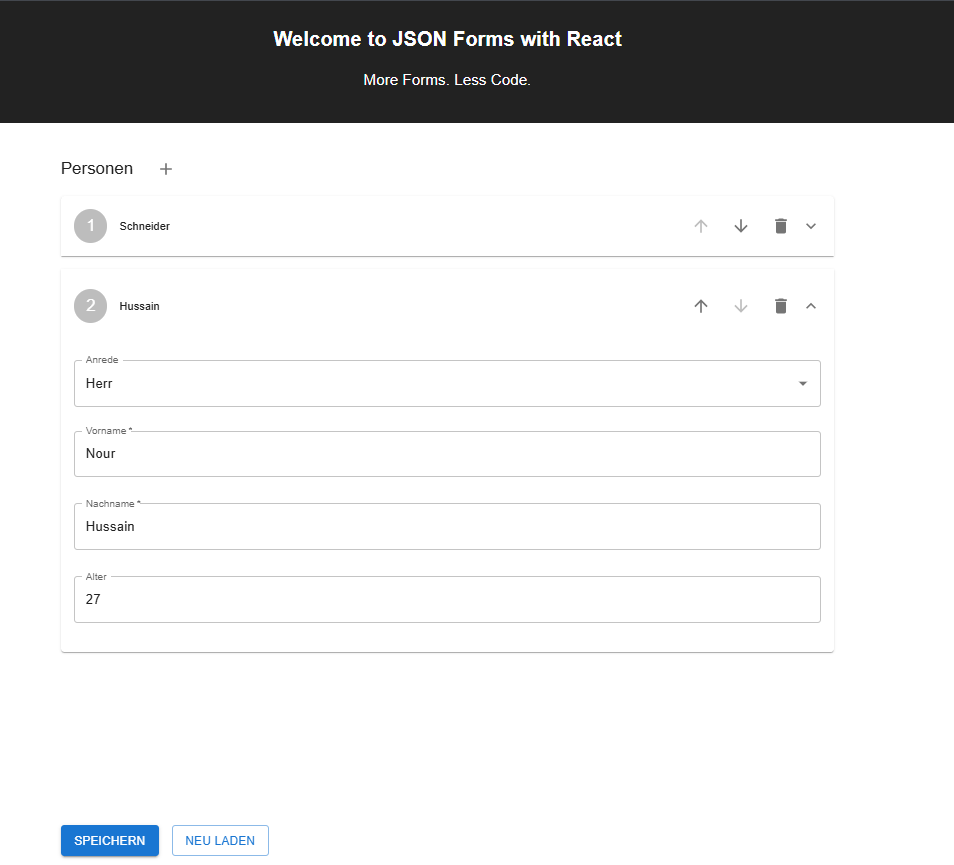 Welcome to JSON Forms with React
More Forms. Less Code.
Personen
1 Schneider
2 Hussain
Anrede
Herr
Vorname *
Nour
Nachname *
Hussain
Alter
27
SPEICHERN NEU LADEN